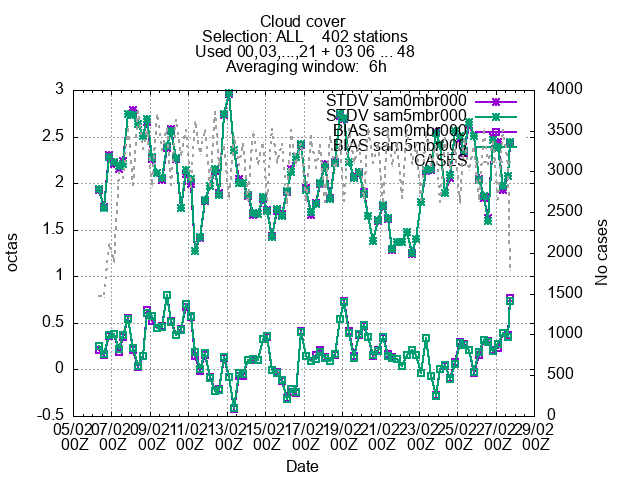 Cloud cover
Selection: ALL 402 stations
Used 00,03,...,21 + 03 06 ... 48
Averaging window: 6h
STDV sam0mbr000
STDV sam5mbr000
BIAS sam0mbr000
BIAS sam5mbr000
CASES
3
2.5
2
1.5
1
0.5
0
-0.5
octas
4000
3500
3000
2500
2000
1500
1000
500
0
No cases
05/02 07/02 09/02 11/02 13/02 15/02 17/02 19/02 21/02 23/02 25/02 27/02 29/02
00Z 00Z 00Z 00Z 00Z 00Z 00Z 00Z 00Z 00Z 00Z 00Z 00Z
Date